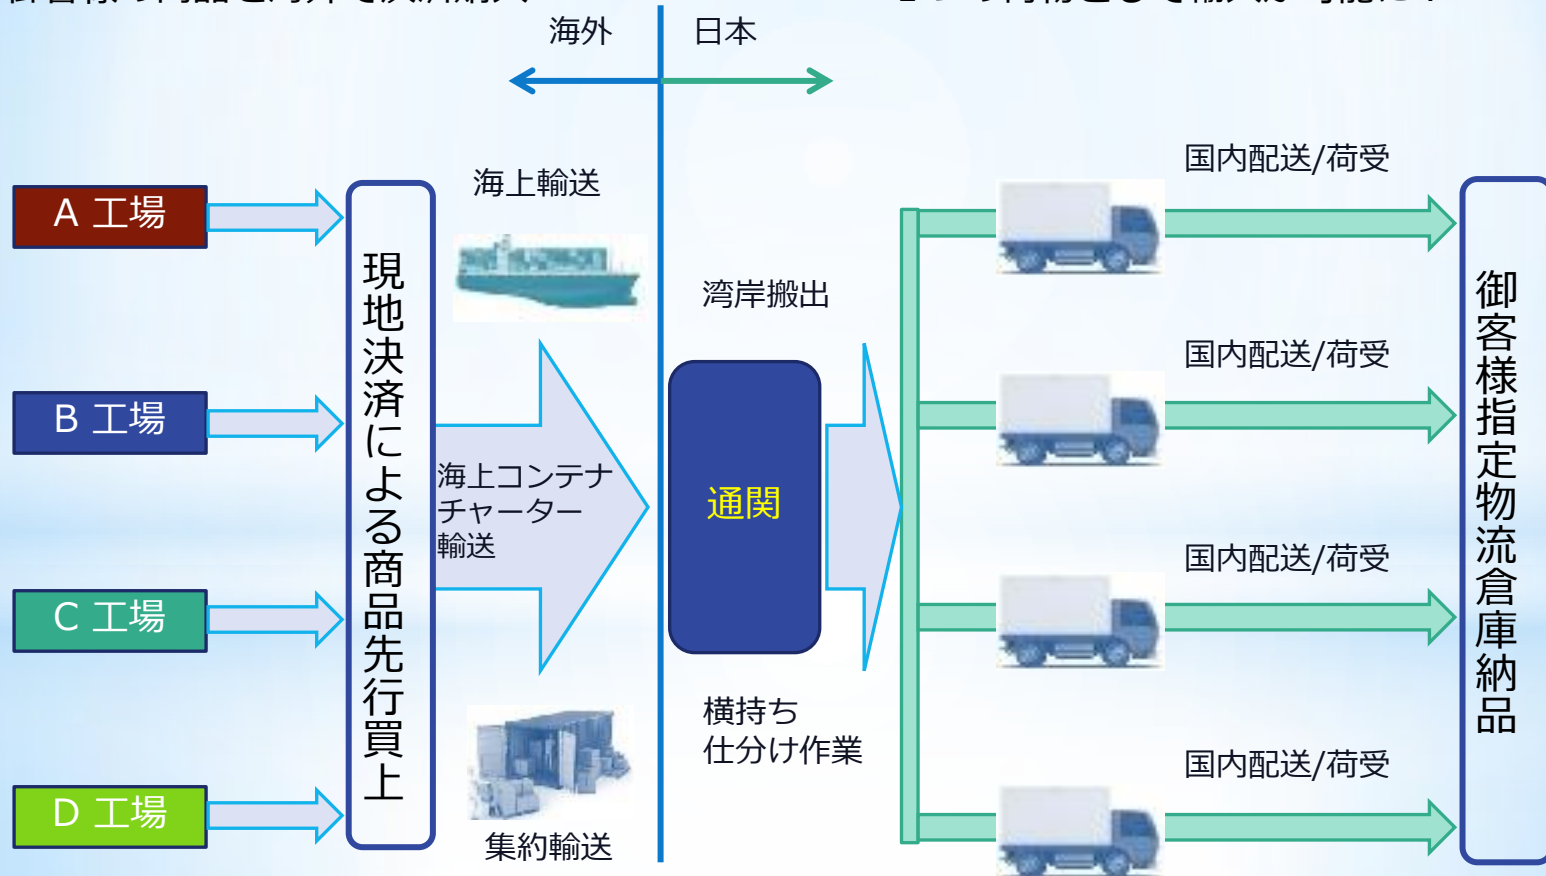 海外
日本
国内配送/荷受
海上輸送
A 工場
現地決済による商品先行買上
湾岸搬出
御客様指定物流倉庫納品
国内配送/荷受
B 工場
海上コンテナ
チャーター
輸送
通関
国内配送/荷受
C 工場
横持ち
仕分け作業
国内配送/荷受
D 工場
集約輸送